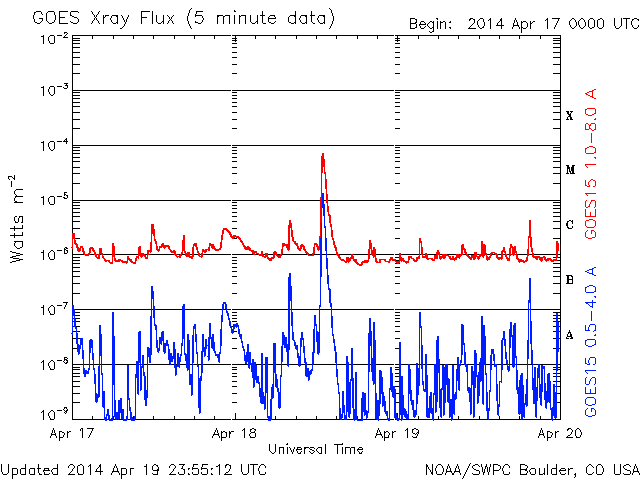 GOES Xray Flux (5 minute data)
Begin: 2014 Apr 17 0000 UTC
10-2
10-3
10-4
10-5
10-6
10-7
10-8
10-9
Watts m-2
X
M
C
B
A
GOES15 1.0-8.0 A
GOES15 0.5-4.0 A
Apr 17
Apr 18
Apr 19
Apr 20
Universal Time
Updated 2014 Apr 19 23:55:12 UTC
NOAA/SWPC Boulder, CO USA